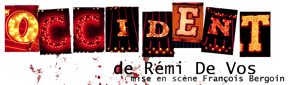 OCCIDENT
de Rémi De Vos
mise en scène François Bergoin